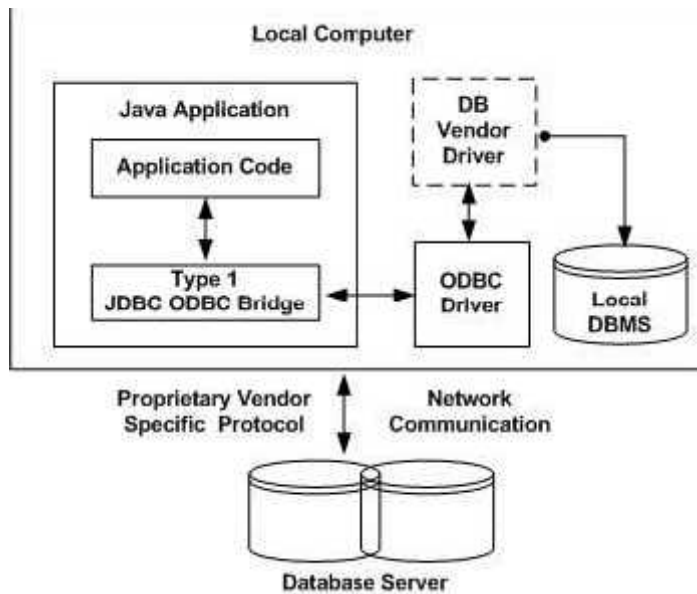 Local Computer
Java Application
Application Code
Type 1
JDBC ODBC Bridge
DB
Vendor
Driver
ODBC
Driver
Local
DBMS
Proprietary Vendor
Specific Protocol
Network
Communication
Database Server